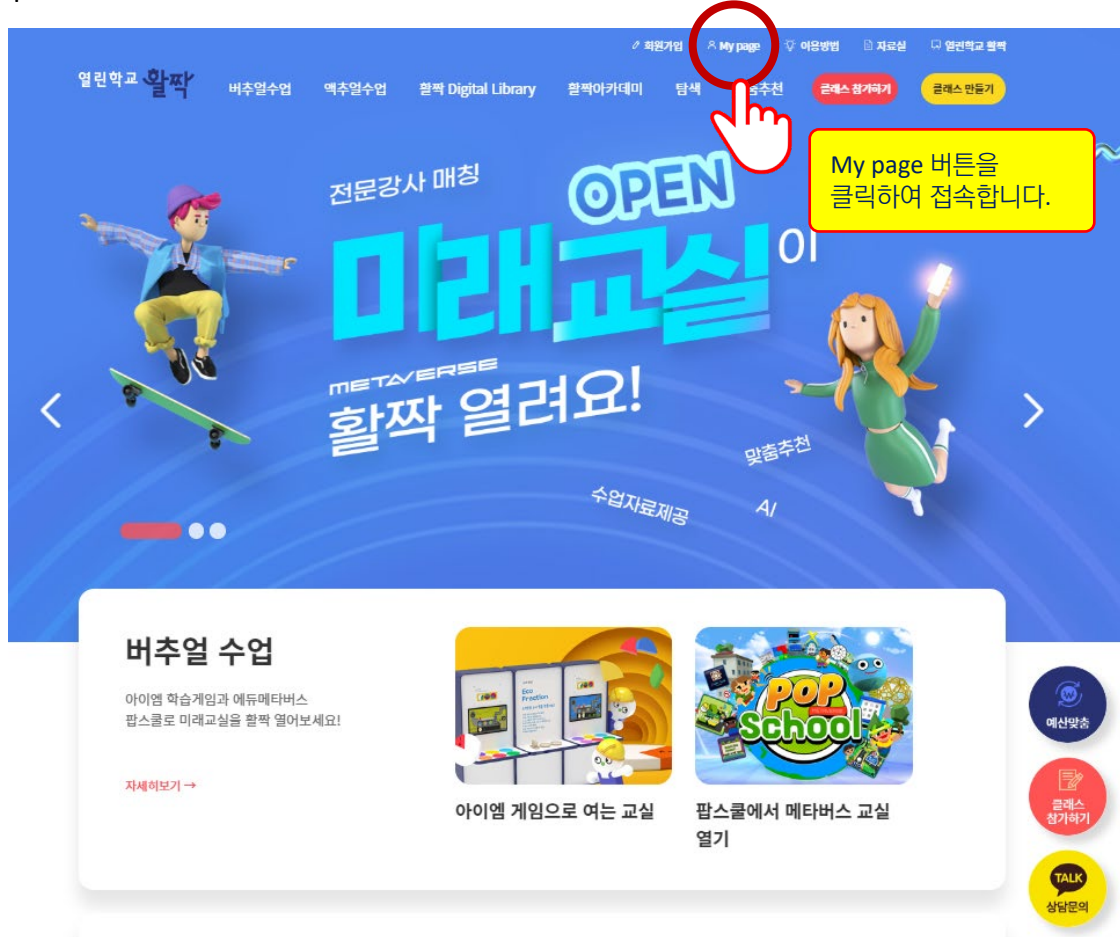 회원가입 My page 이용방법 자료실 열린학교 활짝
열린학교 활짝 버추얼수업 액추얼수업 활짝 Digital Library 활짝아카데미 탐색 춤추천 클래스 참가하기 클래스 만들기
My page 버튼을
클릭하여 접속합니다.
전문강사 매칭
OPEN
미래교실이
METAVERSE
활짝 열려요!
맞춤추천
수업자료제공
AI
버추얼 수업
아이엠 학습게임과 에듀메타버스
팝스쿨로 미래교실을 활짝 열어보세요!
자세히보기 →
POP
School
아이엠 게임으로 여는 교실
팝스쿨에서 메타버스 교실
열기
예산맞춤
클래스
참가하기
TALK
상담문의